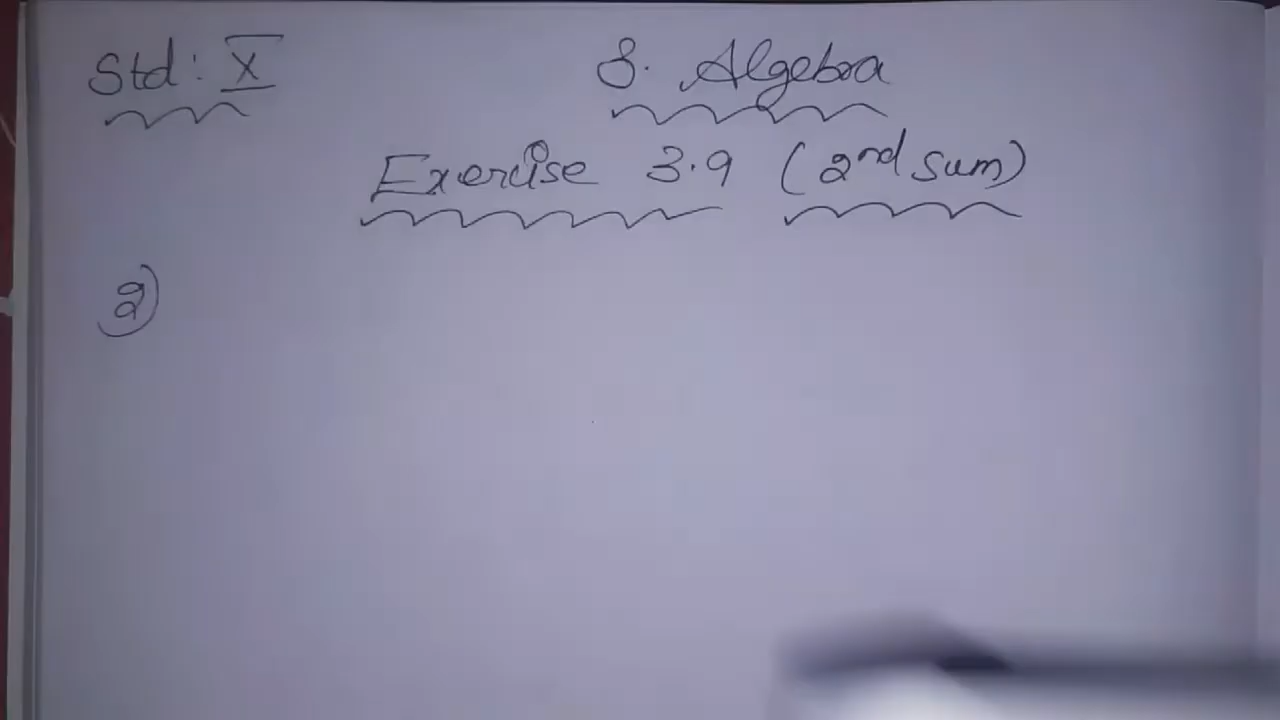 Std: X
3. Algebra
Exercise 3.9 (2nd sum)
2)